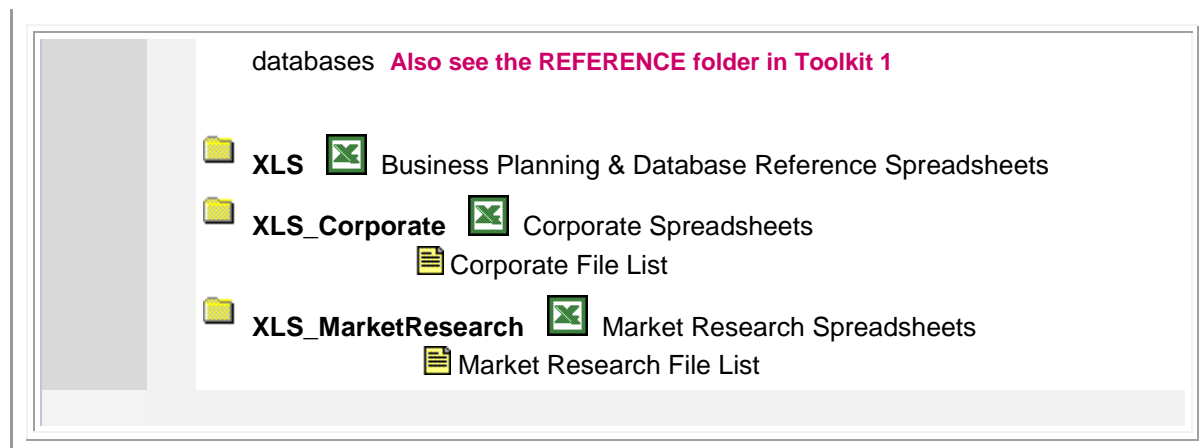 databases Also see the REFERENCE folder in Toolkit 1
XLS Business Planning & Database Reference Spreadsheets
XLS_Corporate Corporate Spreadsheets
Corporate File List
XLS_MarketResearch Market Research Spreadsheets
Market Research File List